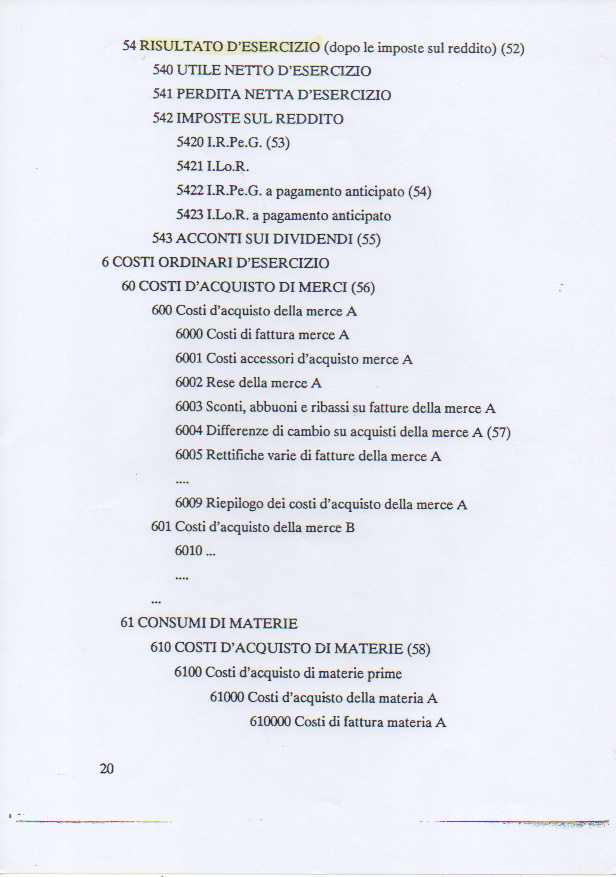 54 RISULTATO D'ESERCIZIO (dopo le imposte sul reddito) (52)
540 UTILE NETTO D'ESERCIZIO
541 PERDITA NETTA D'ESERCIZIO
542 IMPOSTE SUL REDDITO
5420 I.R.Pe.G. (53)
5421 I.Lo.R.
5422 I.R.Pe.G. a pagamento anticipato (54)
5423 I.Lo.R. a pagamento anticipato
543 ACCONTI SUI DIVIDENDI (55)
6 COSTI ORDINARI D'ESERCIZIO
60 COSTI D'ACQUISTO DI MERCI (56)
600 Costi d'acquisto della merce A
6000 Costi di fattura merce A
6001 Costi accessori d'acquisto merce A
6002 Rese della merce A
6003 Sconti, abbuoni e ribassi su fatture della merce A
6004 Differenze di cambio su acquisti della merce A (57)
6005 Rettifiche varie di fatture della merce A
....
6009 Riepilogo dei costi d'acquisto della merce A
601 Costi d'acquisto della merce B
6010 ...
....
...
61 CONSUMI DI MATERIE
610 COSTI D'ACQUISTO DI MATERIE (58)
6100 Costi d'acquisto di materie prime
61000 Costi d'acquisto della materia A
610000 Costi di fattura materia A
20